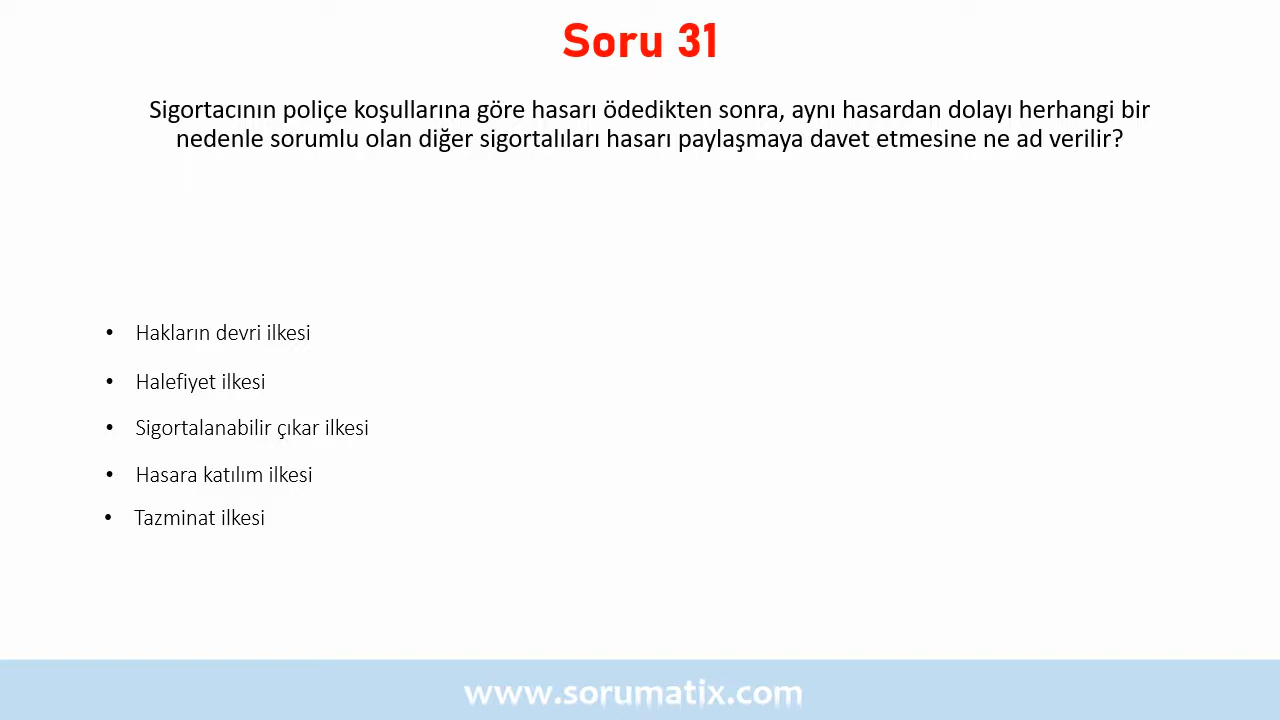 Soru 31
Sigortacının poliçe koşullarına göre hasarı ödedikten sonra, aynı hasardan dolayı herhangi bir
nedenle sorumlu olan diğer sigortalıları hasarı paylaşmaya davet etmesine ne ad verilir?
• Hakların devri ilkesi
• Halefiyet ilkesi
• Sigortalanabilir çıkar ilkesi
• Hasara katılım ilkesi
• Tazminat ilkesi
www.sorumatix.com